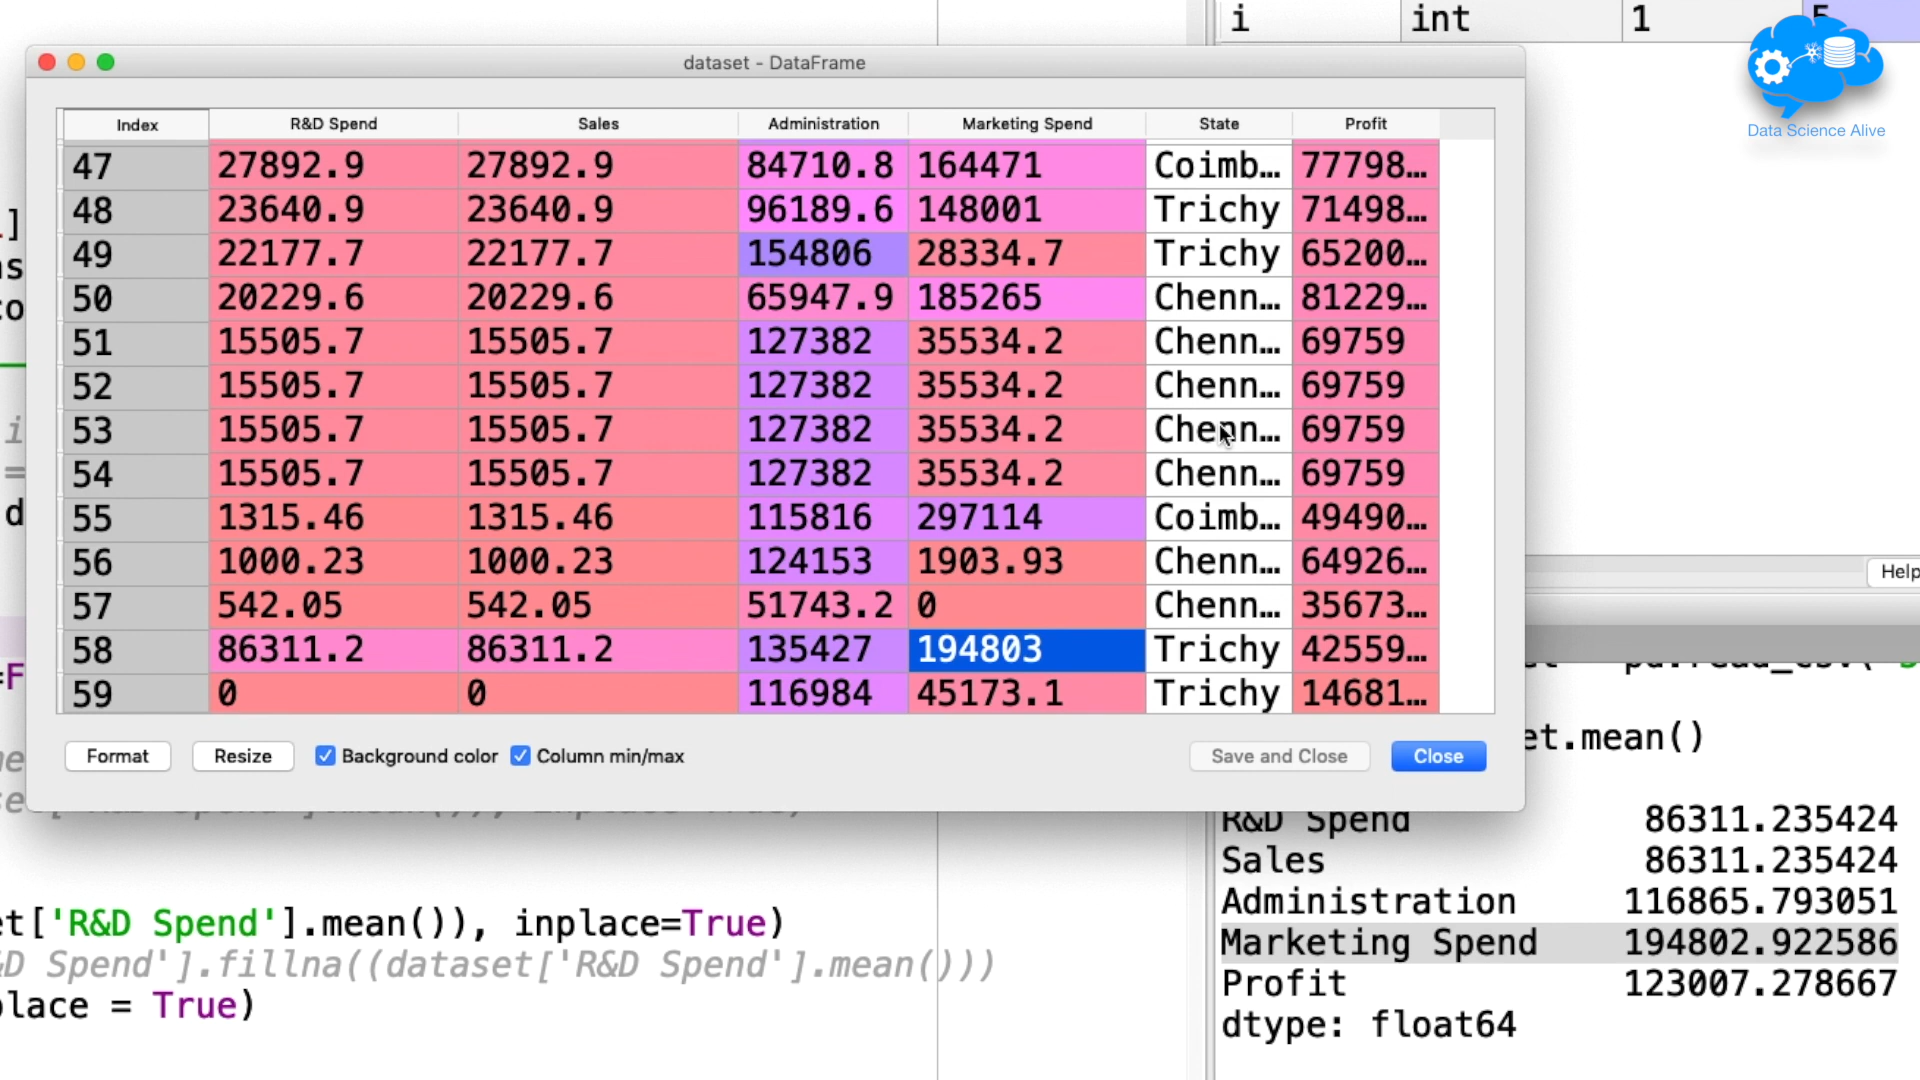 i int 1 5
Data Science Alive
dataset - DataFrame
Index R&D Spend Sales Administration Marketing Spend State Profit
47 27892.9 27892.9 84710.8 164471 Coimb… 77798…
48 23640.9 23640.9 96189.6 148001 Trichy 71498…
49 22177.7 22177.7 154806 28334.7 Trichy 65200…
50 20229.6 20229.6 65947.9 185265 Chenn… 81229…
51 15505.7 15505.7 127382 35534.2 Chenn… 69759
52 15505.7 15505.7 127382 35534.2 Chenn… 69759
53 15505.7 15505.7 127382 35534.2 Chenn… 69759
54 15505.7 15505.7 127382 35534.2 Chenn… 69759
55 1315.46 1315.46 115816 297114 Coimb… 49490…
56 1000.23 1000.23 124153 1903.93 Chenn… 64926…
57 542.05 542.05 51743.2 0 Chenn… 35673…
58 86311.2 86311.2 135427 194803 Trichy 42559…
59 0 0 116984 45173.1 Trichy 14681…
Format Resize Background color Column min/max Save and Close Close
]
s
co
i
=
d
=F
Help
pd.read_csv(
et.mean()
R&D Spend 86311.235424
Sales 86311.235424
Administration 116865.793051
Marketing Spend 194802.922586
Profit 123007.278667
dtype: float64
et['R&D Spend'].mean()), inplace=True)
D Spend'].fillna((dataset['R&D Spend'].mean()))
place = True)